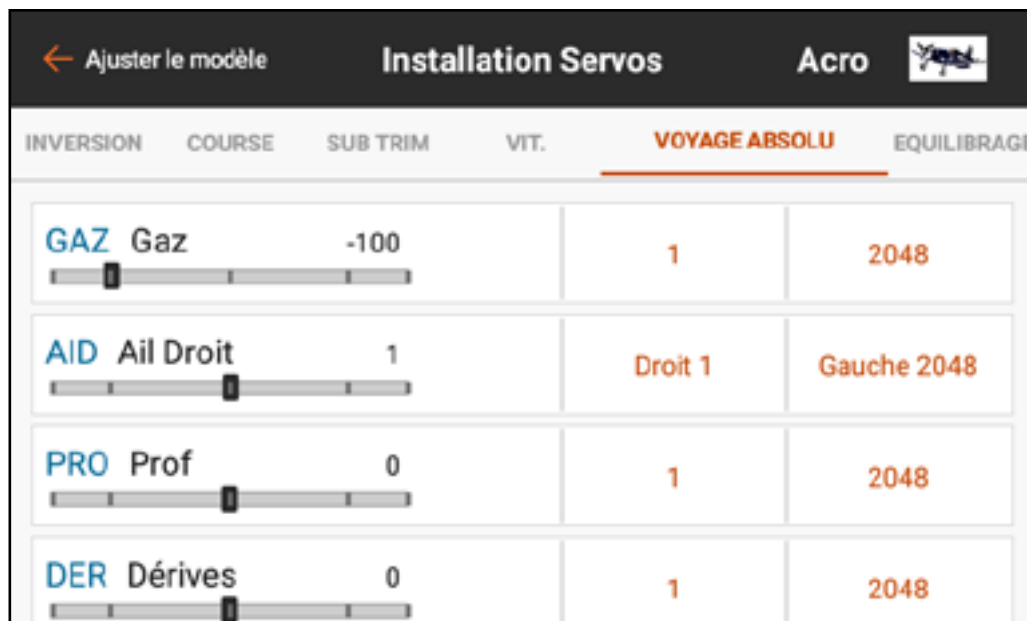 ← Ajuster le modèle Installation Servos Acro
INVERSION COURSE SUB TRIM VIT. VOYAGE ABSOLU EQUILIBRAGE
GAZ Gaz -100 1 2048
AID Ail Droit 1 Droit 1 Gauche 2048
PRO Prof 0 1 2048
DER Dérives 0 1 2048